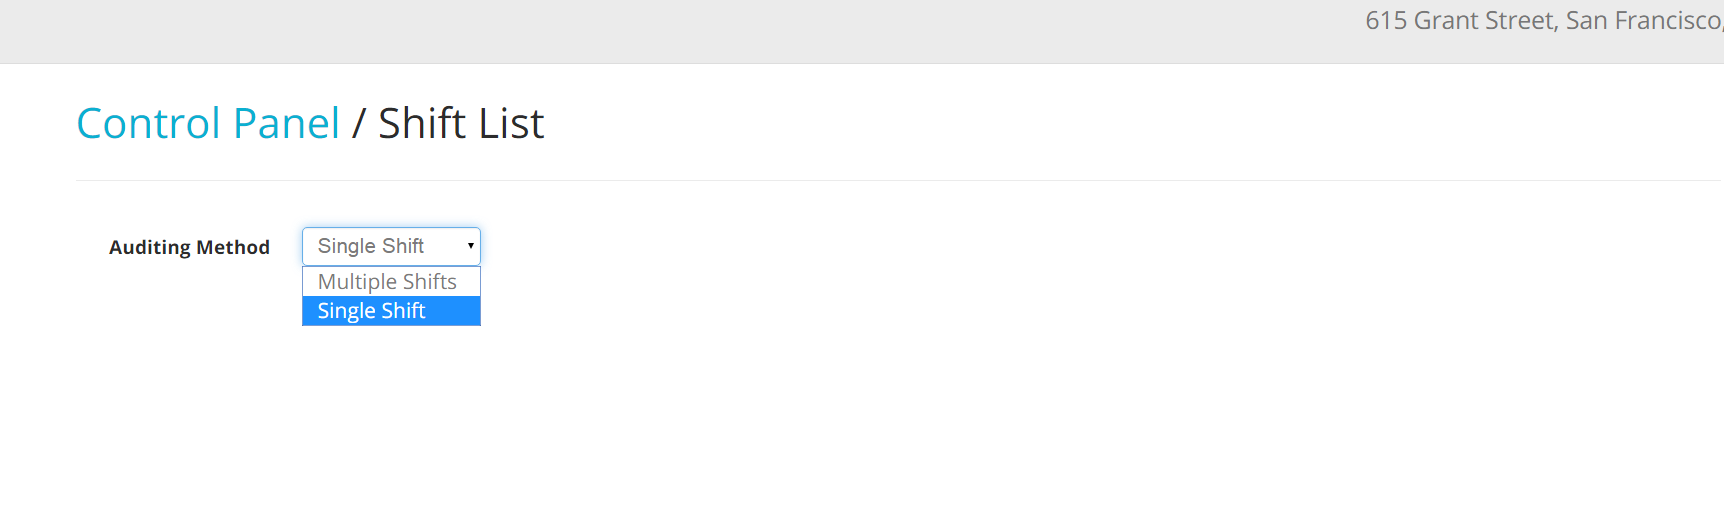 615 Grant Street, San Francisco,
Control Panel / Shift List
Auditing Method
Single Shift
Multiple Shifts
Single Shift